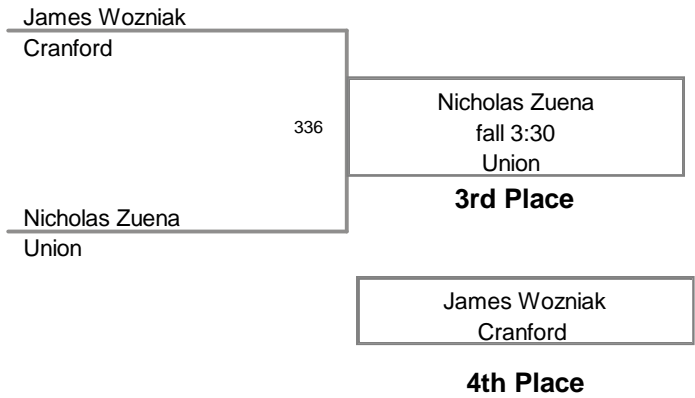 James Wozniak
Cranford
336
Nicholas Zuena
fall 3:30
Union
3rd Place
Nicholas Zuena
Union
James Wozniak
Cranford
4th Place